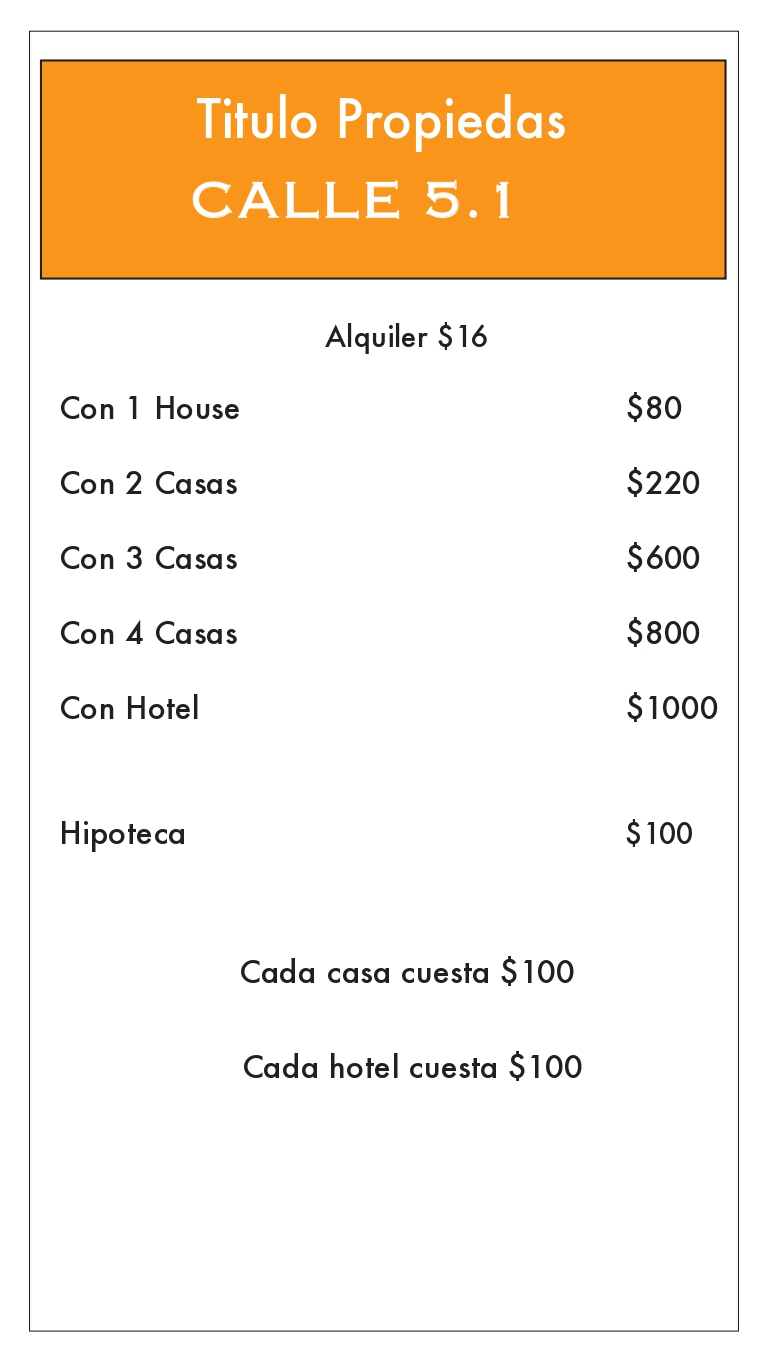 Titulo Propiedas
CALLE 5.1
Alquiler $16
Con 1 House $80
Con 2 Casas $220
Con 3 Casas $600
Con 4 Casas $800
Con Hotel $1000
Hipoteca $100
Cada casa cuesta $100
Cada hotel cuesta $100